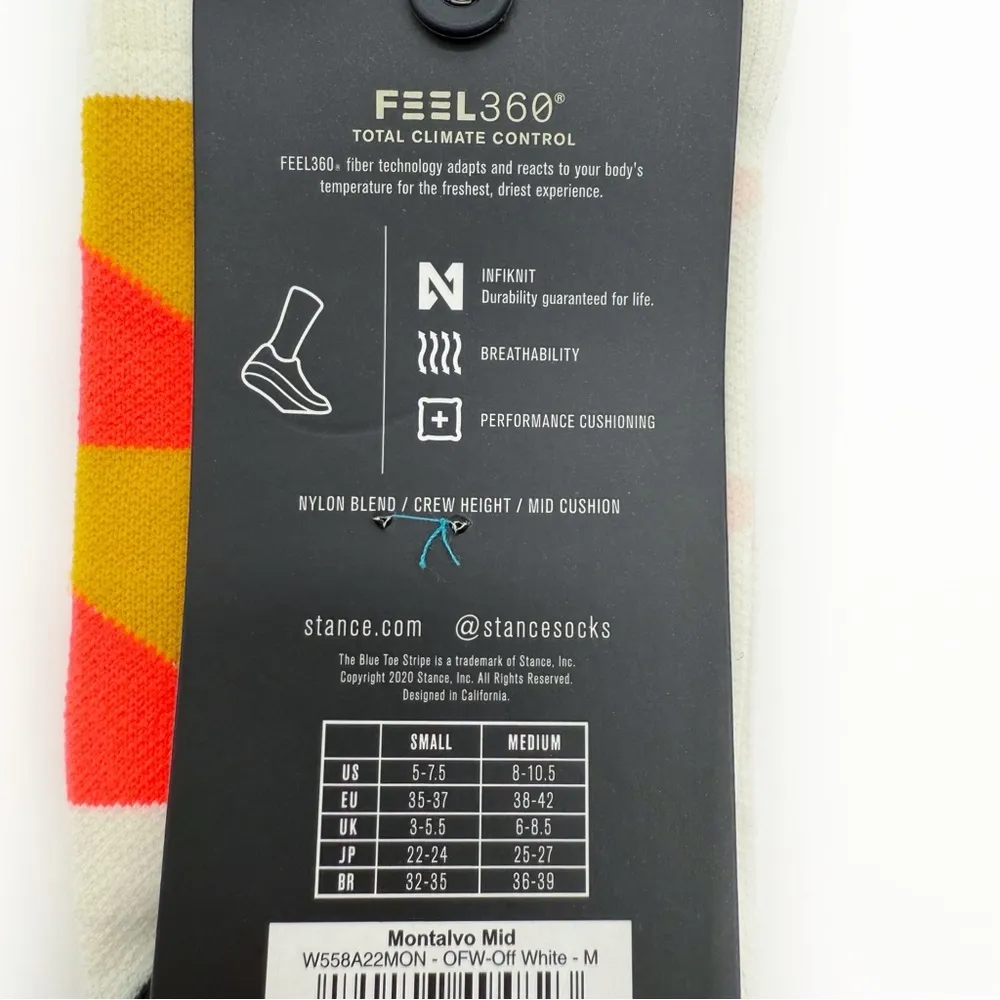 FEEL360®
TOTAL CLIMATE CONTROL
FEEL360® fiber technology adapts and reacts to your body's
temperature for the freshest, driest experience.
INFIKNIT
Durability guaranteed for life.
BREATHABILITY
PERFORMANCE CUSHIONING
NYLON BLEND / CREW HEIGHT / MID CUSHION
stance.com @stancesocks
The Blue Toe Stripe is a trademark of Stance, Inc.
Copyright 2020 Stance, Inc. All Rights Reserved.
Designed in California.
SMALL MEDIUM
US 5-7.5 8-10.5
EU 35-37 38-42
UK 3-5.5 6-8.5
JP 22-24 25-27
BR 32-35 36-39
Montalvo Mid
W558A22MON - OFW-Off White - M